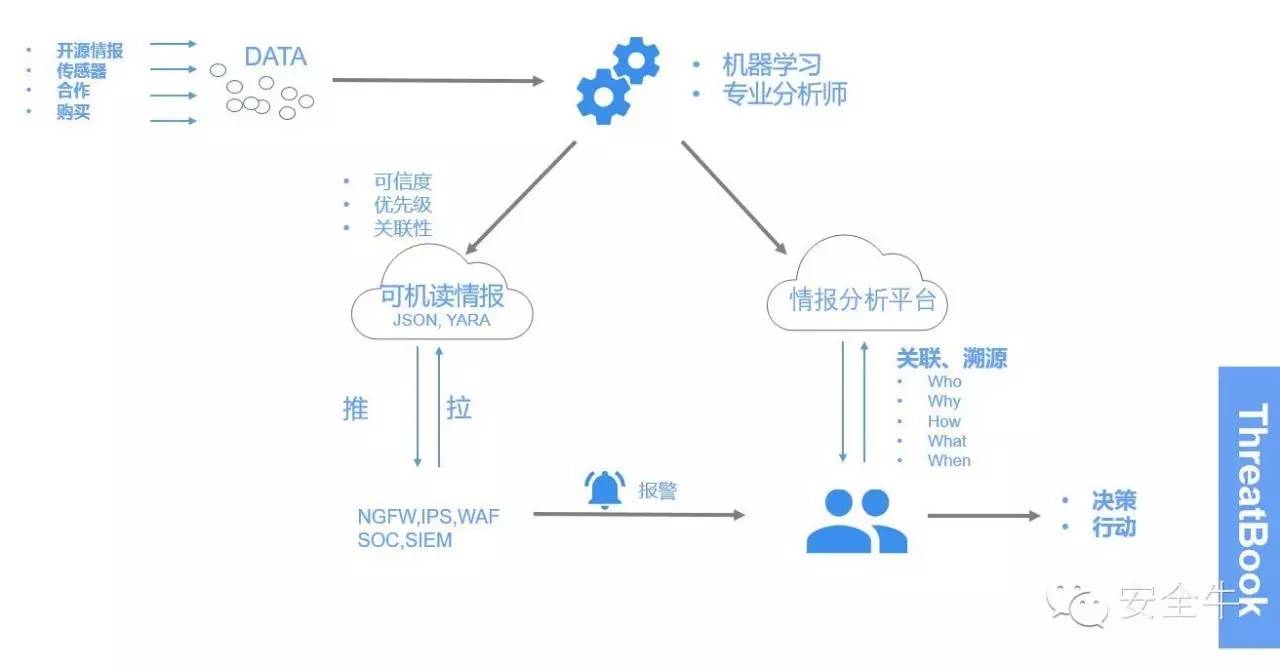 开源情报
传感器
合作
购买
DATA
机器学习
专业分析师
可信度
优先级
关联性
可机读情报
JSON, YARA
情报分析平台
推
拉
关联、溯源
Who
Why
How
What
When
NGFW,IPS,WAF
SOC,SIEM
报警
决策
行动
ThreatBook
安全牛